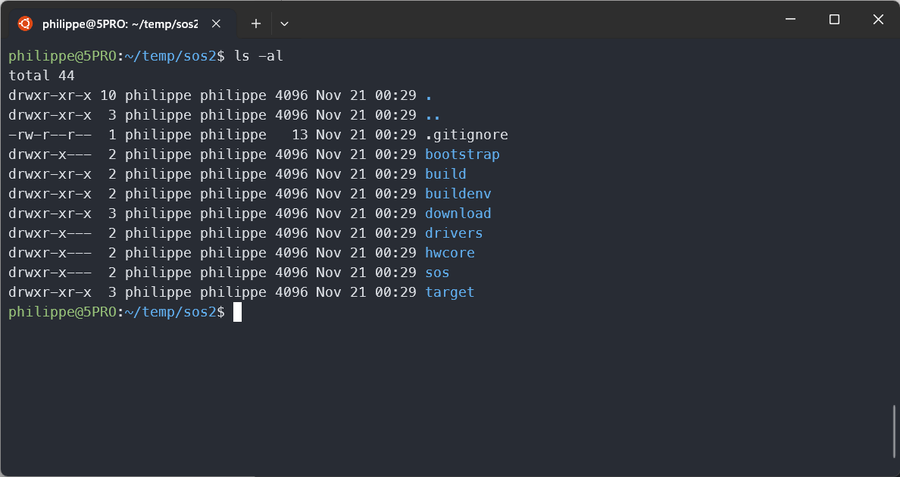 philippe@5PRO: ~/temp/sos2
philippe@5PRO:~/temp/sos2$ ls -al
total 44
drwxr-xr-x 10 philippe philippe 4096 Nov 21 00:29 .
drwxr-xr-x  3 philippe philippe 4096 Nov 21 00:29 ..
-rw-r--r--  1 philippe philippe   13 Nov 21 00:29 .gitignore
drwxr-x---  2 philippe philippe 4096 Nov 21 00:29 bootstrap
drwxr-xr-x  2 philippe philippe 4096 Nov 21 00:29 build
drwxr-xr-x  2 philippe philippe 4096 Nov 21 00:29 buildenv
drwxr-xr-x  3 philippe philippe 4096 Nov 21 00:29 download
drwxr-x---  2 philippe philippe 4096 Nov 21 00:29 drivers
drwxr-x---  2 philippe philippe 4096 Nov 21 00:29 hwcore
drwxr-x---  2 philippe philippe 4096 Nov 21 00:29 sos
drwxr-xr-x  3 philippe philippe 4096 Nov 21 00:29 target
philippe@5PRO:~/temp/sos2$